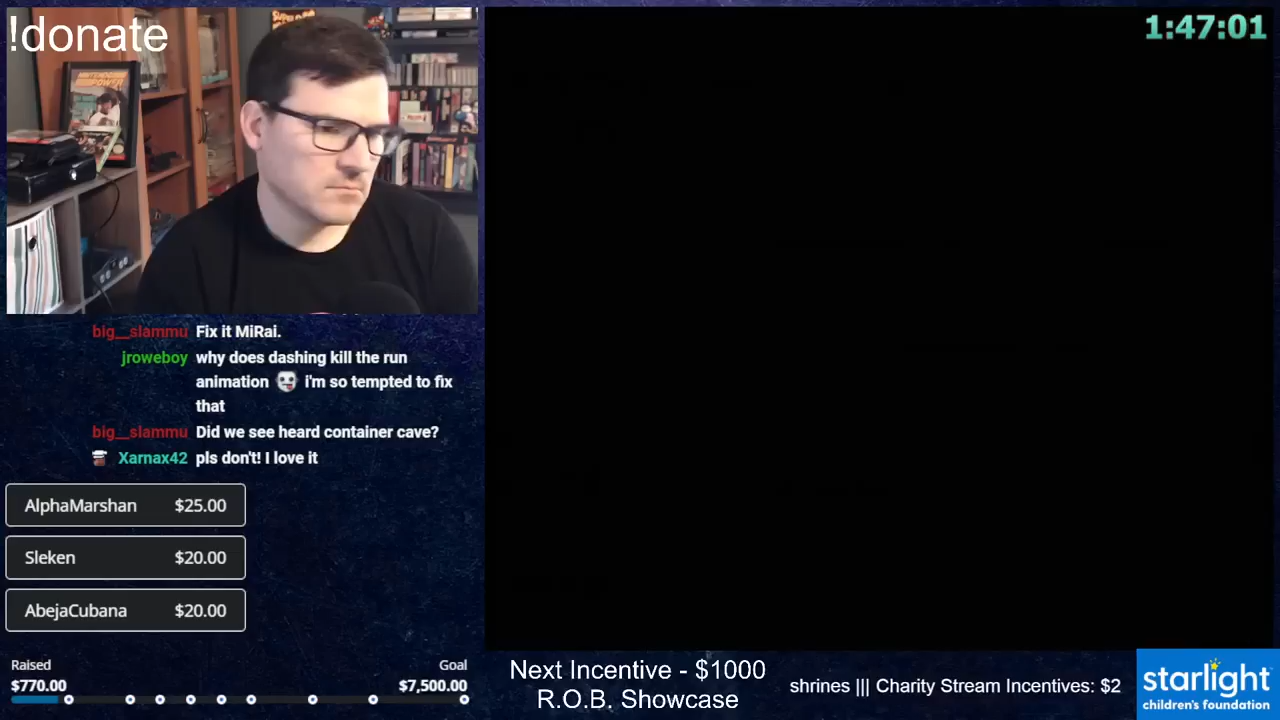 !donate
1:47:01
NINTENDO
POWER
big__slammu Fix it MiRai.
jroweboy why does dashing kill the run
animation i'm so tempted to fix
that
big__slammu Did we see heard container cave?
Xarnax42 pls don't! I love it
AlphaMarshan $25.00
Sleken $20.00
AbejaCubana $20.00
Raised Goal
$770.00 $7,500.00
Next Incentive - $1000
R.O.B. Showcase
shrines ||| Charity Stream Incentives: $2
starlight
children's foundation